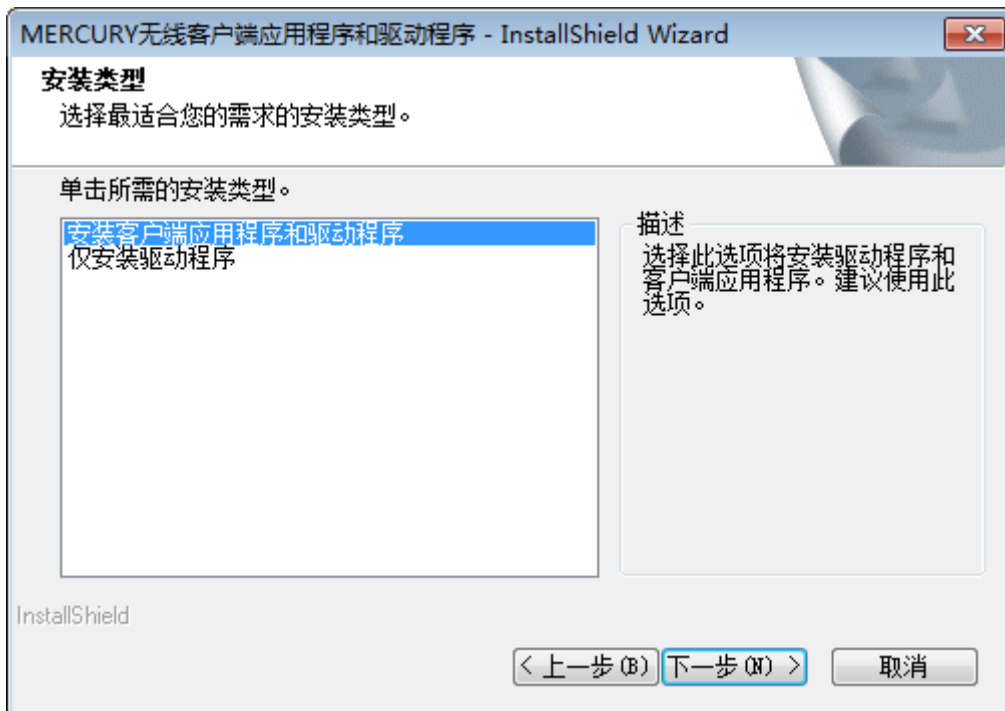 MERCURY无线客户端应用程序和驱动程序 - InstallShield Wizard
安装类型
选择最适合您的需求的安装类型。
单击所需的安装类型。
安装客户端应用程序和驱动程序
仅安装驱动程序
描述
选择此选项将安装驱动程序和
客户端应用程序。建议使用此
选项。
InstallShield
< 上一步(B) 下一步(N) > 取消